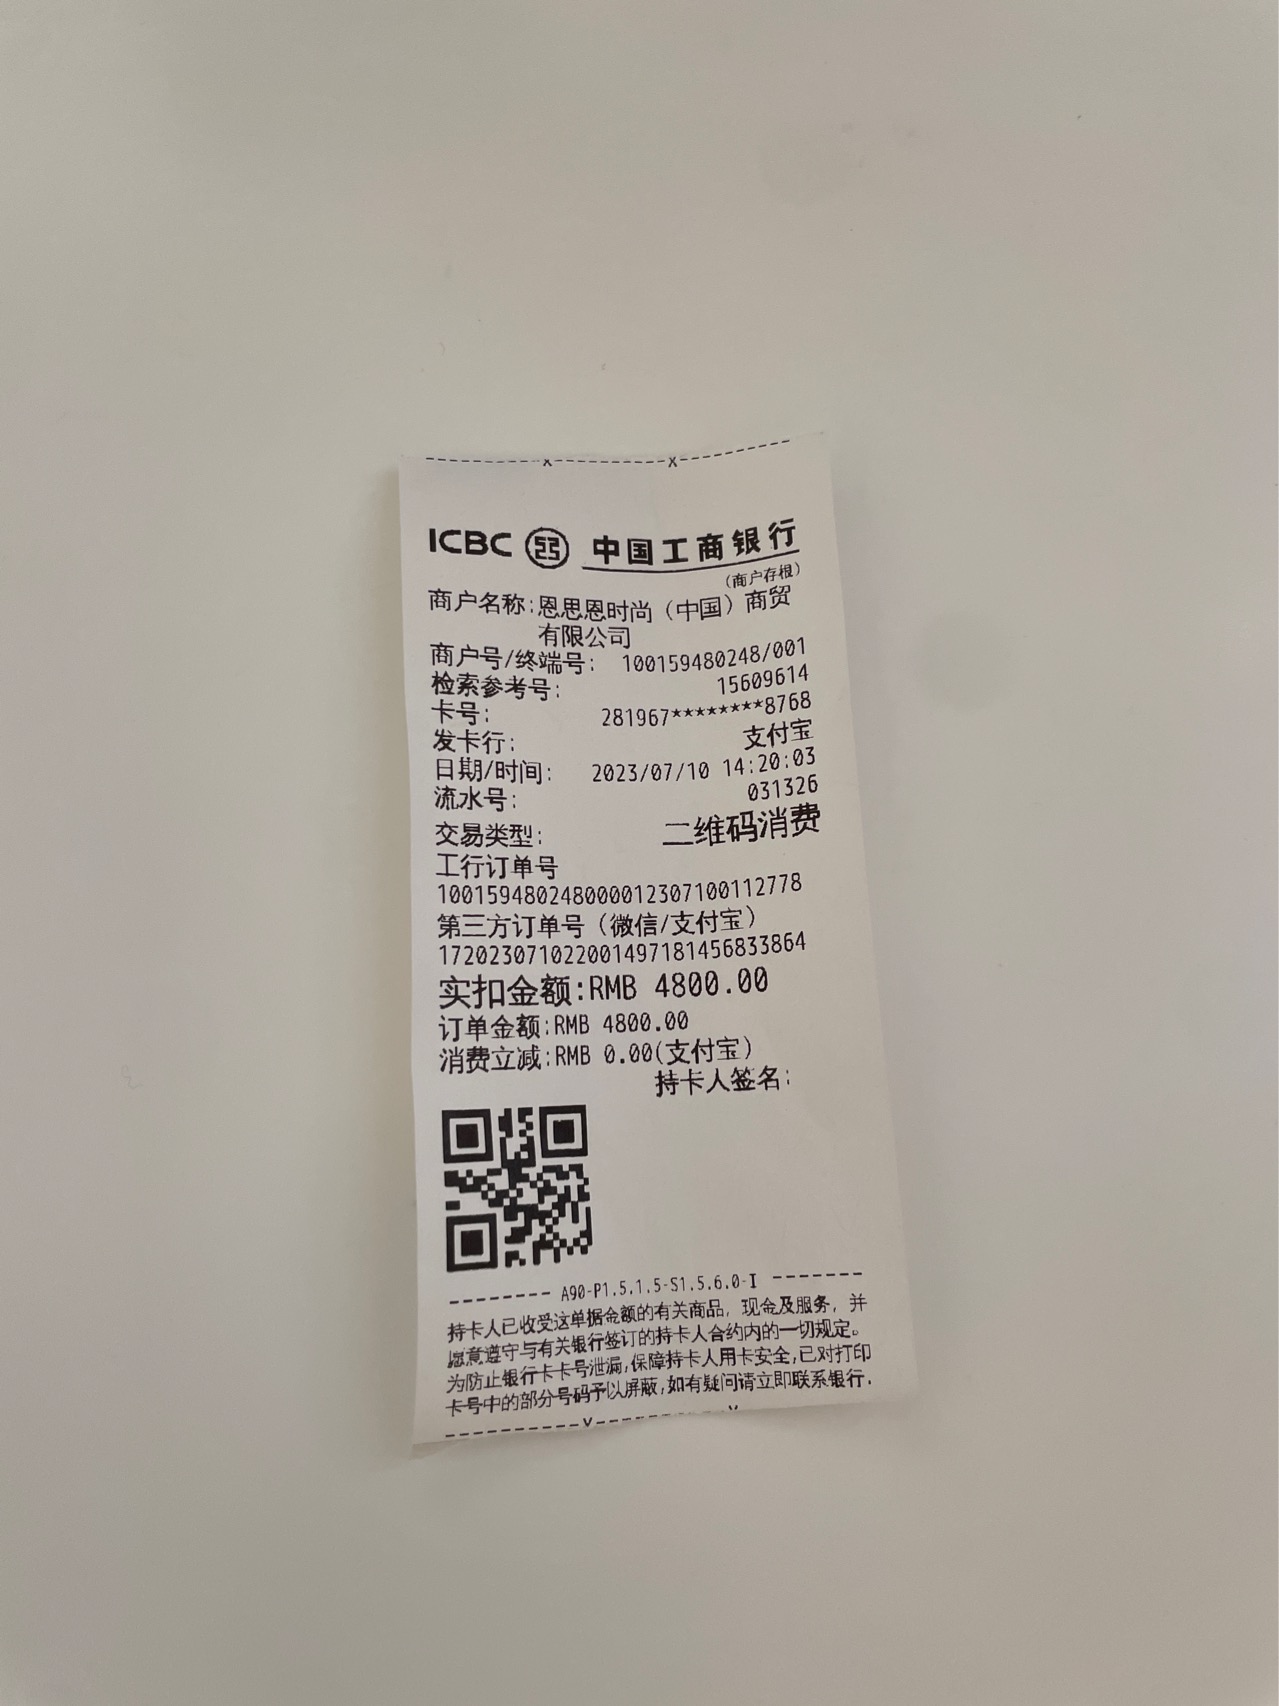 ICBC 中国工商银行
(商户存根)
商户名称:恩思恩时尚(中国)商贸
有限公司
商户号/终端号: 100159480248/001
检索参考号: 15609614
卡号: 281967********8768
发卡行: 支付宝
日期/时间: 2023/07/10 14:20:03
流水号: 031326
交易类型: 二维码消费
工行订单号
100159480248000012307100112778
第三方订单号(微信/支付宝)
172023071022001497181456833864
实扣金额:RMB 4800.00
订单金额:RMB 4800.00
消费立减:RMB 0.00(支付宝)
持卡人签名:
-------- A90-P1.5.1.5-S1.5.6.0-I -------
持卡人已收受这单据金额的有关商品, 现金及服务, 并
愿意遵守与有关银行签订的持卡人合约内的一切规定。
为防止银行卡卡号泄漏,保障持卡人用卡安全,已对打印
卡号中的部分号码予以屏蔽,如有疑问请立即联系银行.